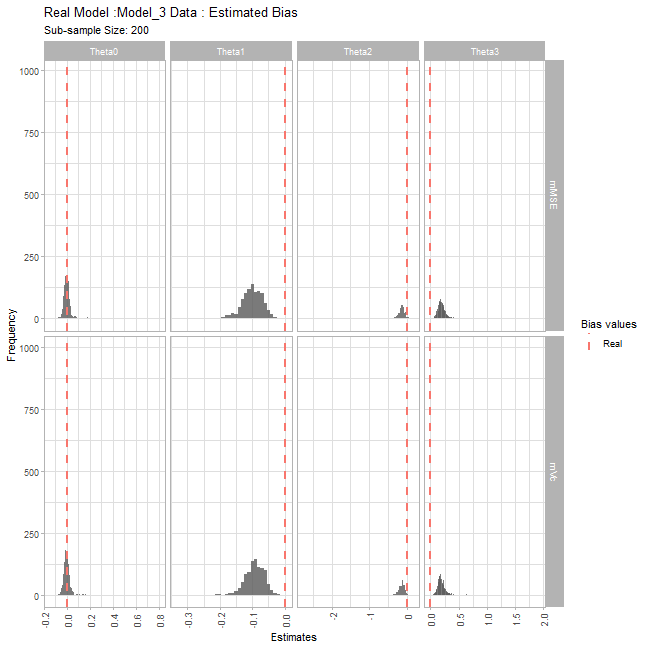 Real Model :Model_3 Data : Estimated Bias
Sub-sample Size: 200
Theta0 Theta1 Theta2 Theta3
1000
750
500
250
0
mMSE
Frequency
1000
750
500
250
0
mVc
-0.2 0.0 0.2 0.4 0.6 0.8 -0.3 -0.2 -0.1 0.0 -2 -1 0 0.0 0.5 1.0 1.5 2.0
Estimates
Bias values
Real